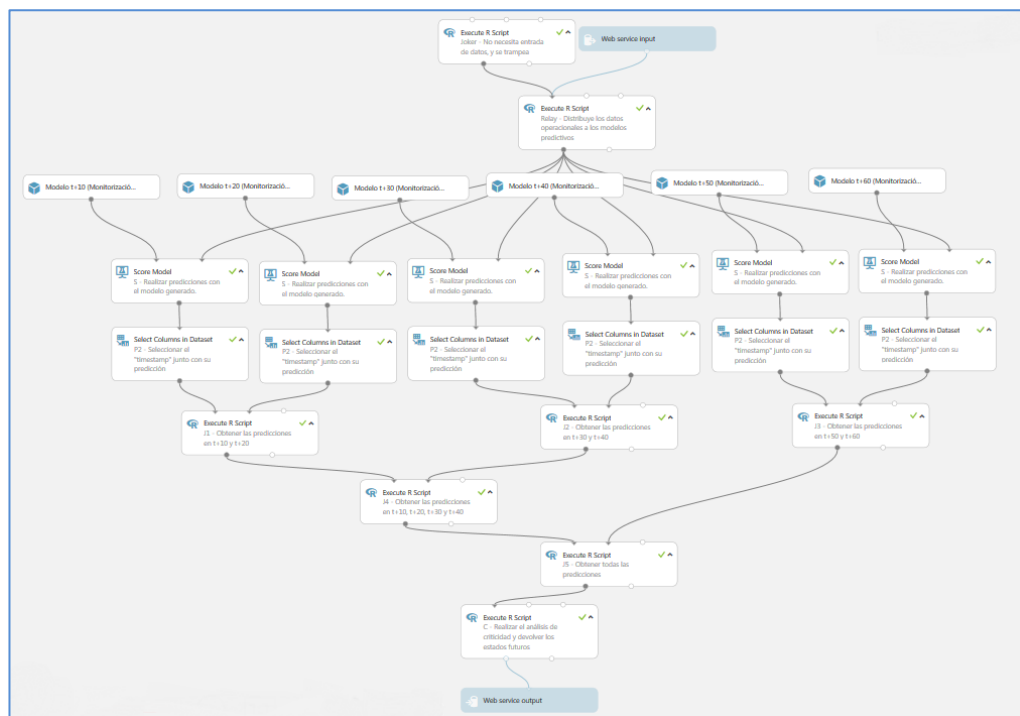 Execute R Script
Joker - No necesita entrada
de datos, y se trampea
Web service input
Execute R Script
Relay - Distribuye los datos
operacionales a los modelos
predictivos
Modelo t+10 (Monitorizació...
Modelo t+20 (Monitorizació...
Modelo t+30 (Monitorizació...
Modelo t+40 (Monitorizació...
Modelo t+50 (Monitorizació...
Modelo t+60 (Monitorizació...
Score Model
S - Realizar predicciones con
el modelo generado.
Score Model
S - Realizar predicciones con
el modelo generado.
Score Model
S - Realizar predicciones con
el modelo generado.
Score Model
S - Realizar predicciones con
el modelo generado.
Score Model
S - Realizar predicciones con
el modelo generado.
Score Model
S - Realizar predicciones con
el modelo generado.
Select Columns in Dataset
P2 - Seleccionar el
"timestamp" junto con su
predicción
Select Columns in Dataset
P2 - Seleccionar el
"timestamp" junto con su
predicción
Select Columns in Dataset
P2 - Seleccionar el
"timestamp" junto con su
predicción
Select Columns in Dataset
P2 - Seleccionar el
"timestamp" junto con su
predicción
Select Columns in Dataset
P2 - Seleccionar el
"timestamp" junto con su
predicción
Select Columns in Dataset
P2 - Seleccionar el
"timestamp" junto con su
predicción
Execute R Script
J1 - Obtener las predicciones
en t+10 y t+20
Execute R Script
J2 - Obtener las predicciones
en t+30 y t+40
Execute R Script
J3 - Obtener las predicciones
en t+50 y t+60
Execute R Script
J4 - Obtener las predicciones
en t+10, t+20, t+30 y t+40
Execute R Script
J5 - Obtener todas las
predicciones
Execute R Script
C - Realizar el análisis de
criticidad y devolver los
estados futuros
Web service output